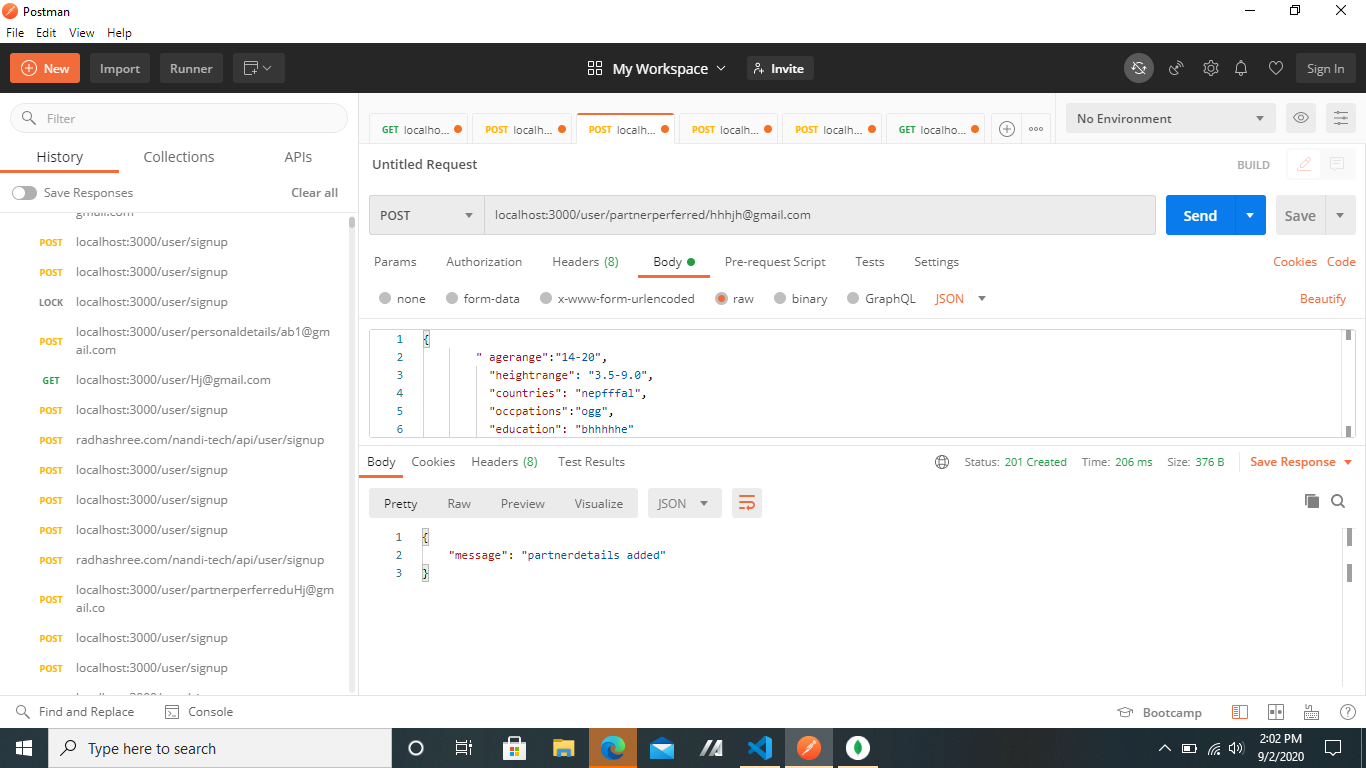 Postman
File Edit View Help
New Import Runner My Workspace Invite Sign In
Filter
History Collections APIs
Save Responses Clear all
gmail.com
POST localhost:3000/user/signup
POST localhost:3000/user/signup
LOCK localhost:3000/user/signup
POST localhost:3000/user/personaldetails/ab1@gm
ail.com
GET localhost:3000/user/Hj@gmail.com
POST localhost:3000/user/signup
POST radhashree.com/nandi-tech/api/user/signup
POST localhost:3000/user/signup
POST localhost:3000/user/signup
POST localhost:3000/user/signup
POST radhashree.com/nandi-tech/api/user/signup
POST localhost:3000/user/partnerperferreduHj@gm
ail.co
POST localhost:3000/user/signup
POST localhost:3000/user/signup
GET localho... POST localh... POST localh... POST localh... POST localh... GET localho... No Environment
Untitled Request BUILD
POST localhost:3000/user/partnerperferred/hhhjh@gmail.com Send Save
Params Authorization Headers (8) Body Pre-request Script Tests Settings Cookies Code
none form-data x-www-form-urlencoded raw binary GraphQL JSON Beautify
1 {
2 " agerange":"14-20",
3 "heightrange": "3.5-9.0",
4 "countries": "nepfffal",
5 "occpations":"ogg",
6 "education": "bhhhhhe"
Body Cookies Headers (8) Test Results Status: 201 Created Time: 206 ms Size: 376 B Save Response
Pretty Raw Preview Visualize JSON
1 {
2 "message": "partnerdetails added"
3 }
Find and Replace Console Bootcamp
Type here to search
2:02 PM
9/2/2020